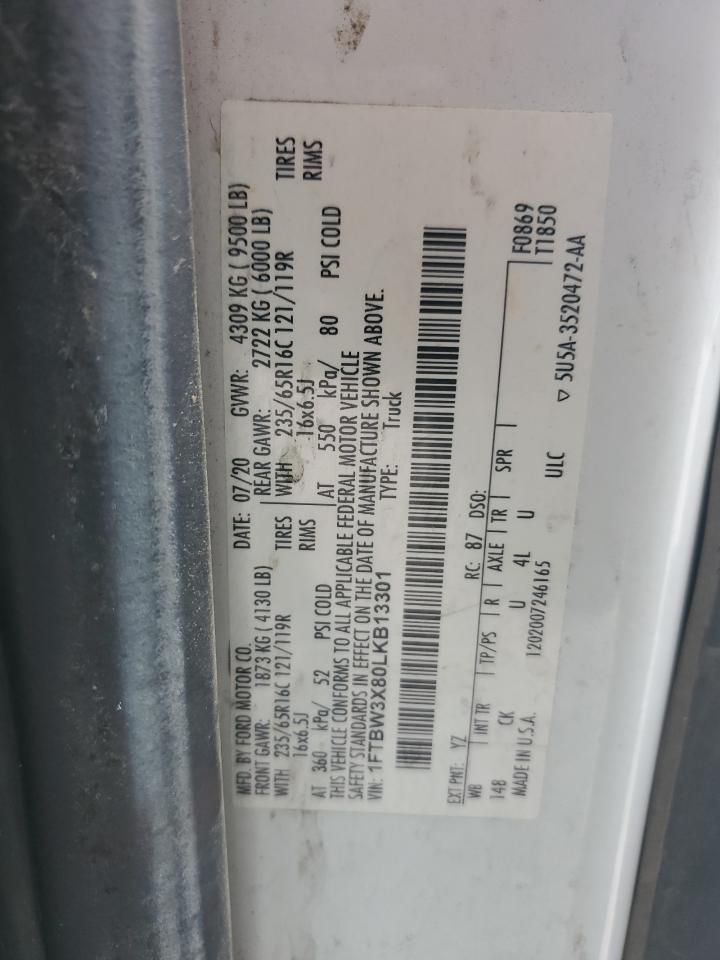 MFD. BY FORD MOTOR CO. DATE: 07/20 GVWR: 4309 KG ( 9500 LB)
FRONT GAWR: 1873 KG ( 4130 LB) REAR GAWR: 2722 KG ( 6000 LB)
WITH 235/65R16C 121/119R TIRES WITH 235/65R16C 121/119R TIRES
16x6.5J RIMS 16x6.5J RIMS
AT 360 kPa/ 52 PSI COLD AT 550 kPa/ 80 PSI COLD
THIS VEHICLE CONFORMS TO ALL APPLICABLE FEDERAL MOTOR VEHICLE
SAFETY STANDARDS IN EFFECT ON THE DATE OF MANUFACTURE SHOWN ABOVE.
VIN: 1FTBW3X80LKB13301 TYPE: Truck
EXT PNT: YZ RC: 87 DSO:
WB INT TR TP/PS R AXLE TR SPR F0869
148 CK U 4L U T1850
MADE IN U.S.A. 1202007246165 ULC ▽ 5U5A-3520472-AA